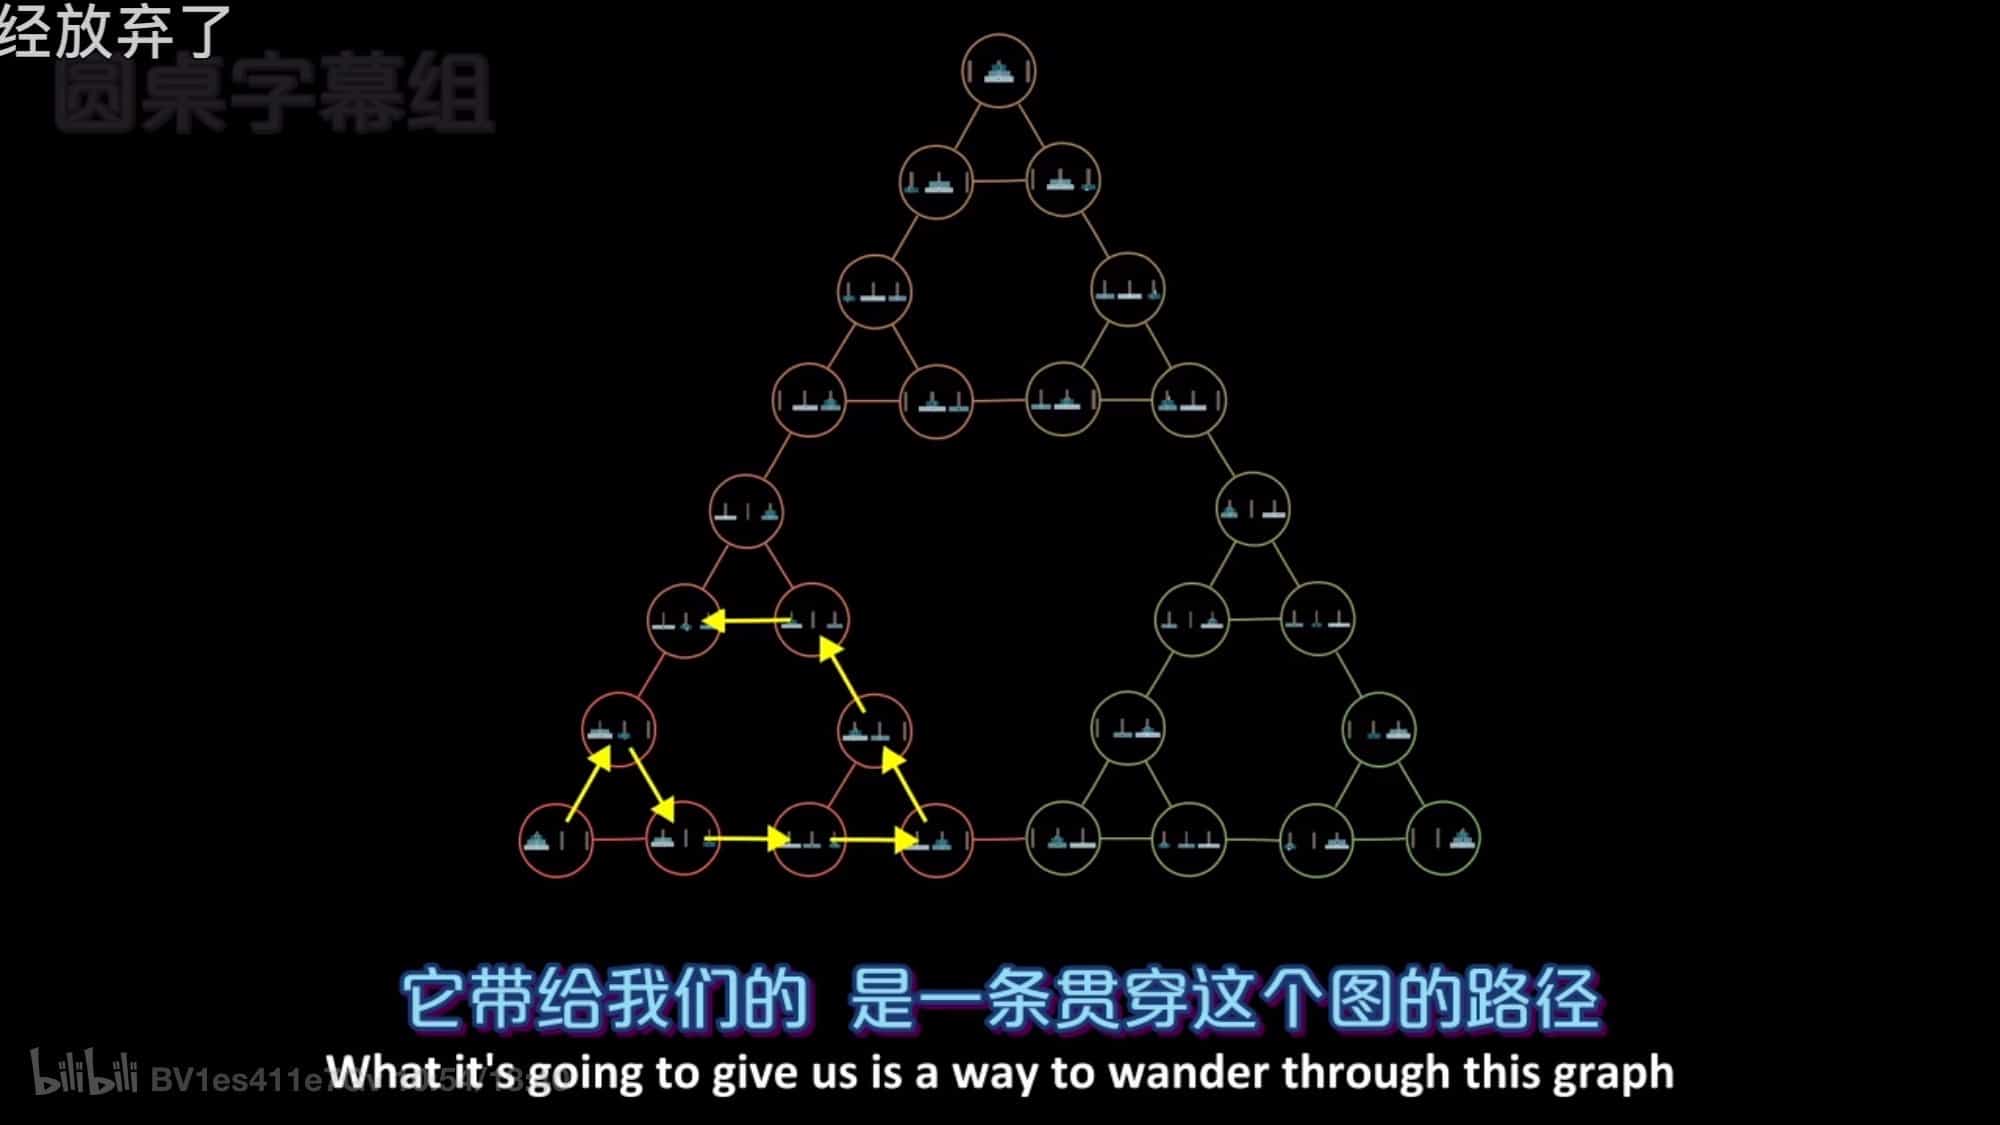 经放弃了
圆桌字幕组
它带给我们的 是一条贯穿这个图的路径
What it's going to give us is a way to wander through this graph
bilibili BV1es411e7